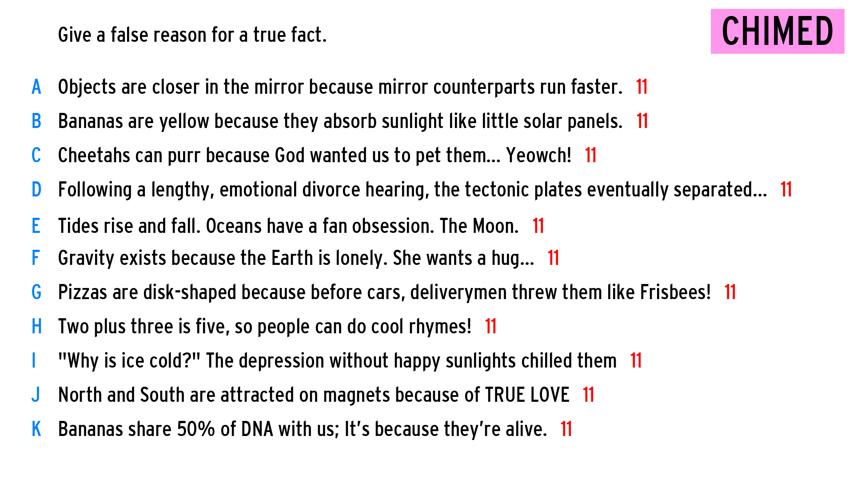 Give a false reason for a true fact.
CHIMED
A Objects are closer in the mirror because mirror counterparts run faster. 11
B Bananas are yellow because they absorb sunlight like little solar panels. 11
C Cheetahs can purr because God wanted us to pet them... Yeowch! 11
D Following a lengthy, emotional divorce hearing, the tectonic plates eventually separated... 11
E Tides rise and fall. Oceans have a fan obsession. The Moon. 11
F Gravity exists because the Earth is lonely. She wants a hug... 11
G Pizzas are disk-shaped because before cars, deliverymen threw them like Frisbees! 11
H Two plus three is five, so people can do cool rhymes! 11
I "Why is ice cold?" The depression without happy sunlights chilled them 11
J North and South are attracted on magnets because of TRUE LOVE 11
K Bananas share 50% of DNA with us; It's because they're alive. 11